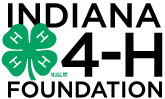 INDIANA
H H H H
4-H
FOUNDATION